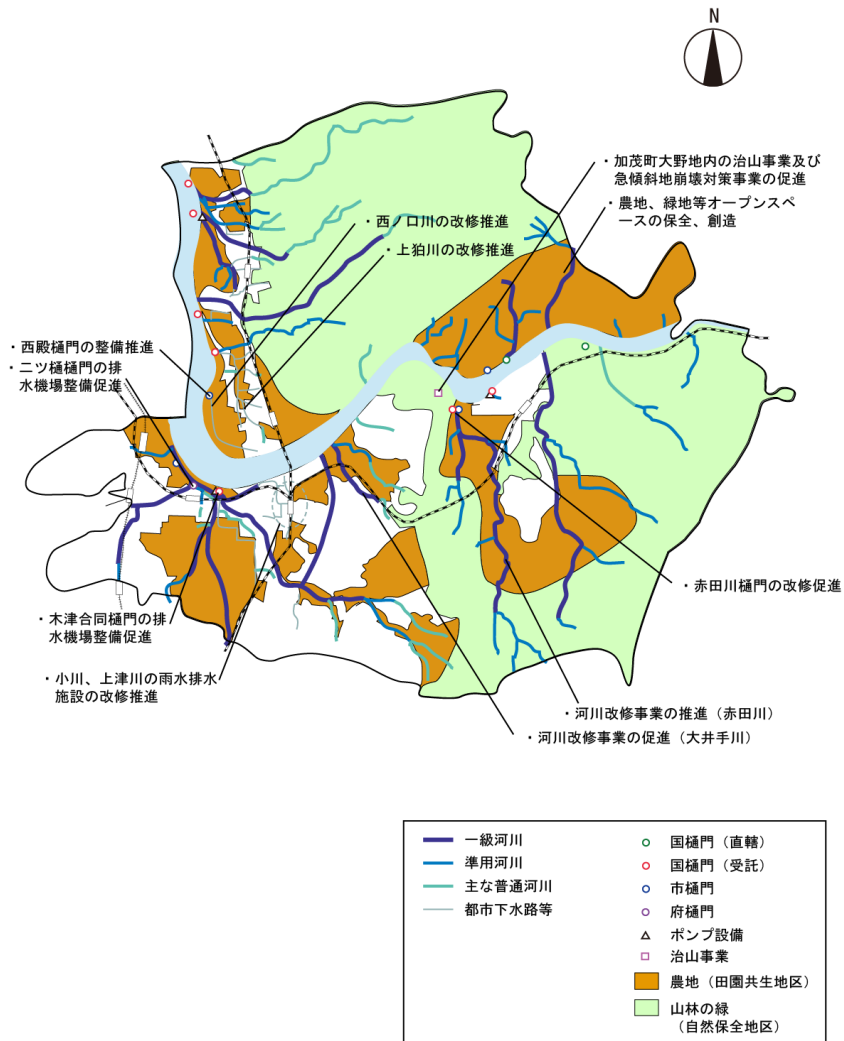 N
・加茂町大野地内の治山事業及び
急傾斜地崩壊対策事業の促進
・農地、緑地等オープンスペ
ースの保全、創造
・西ノ口川の改修推進
・上狛川の改修推進
・西殿樋門の整備推進
・二ツ樋樋門の排
水機場整備促進
・赤田川樋門の改修促進
・木津合同樋門の排
水機場整備促進
・小川、上津川の雨水排水
施設の改修推進
・河川改修事業の推進（赤田川）
・河川改修事業の促進（大井手川）
一級河川
準用河川
主な普通河川
都市下水路等
国樋門（直轄）
国樋門（受託）
市樋門
府樋門
ポンプ設備
治山事業
農地（田園共生地区）
山林の緑
（自然保全地区）